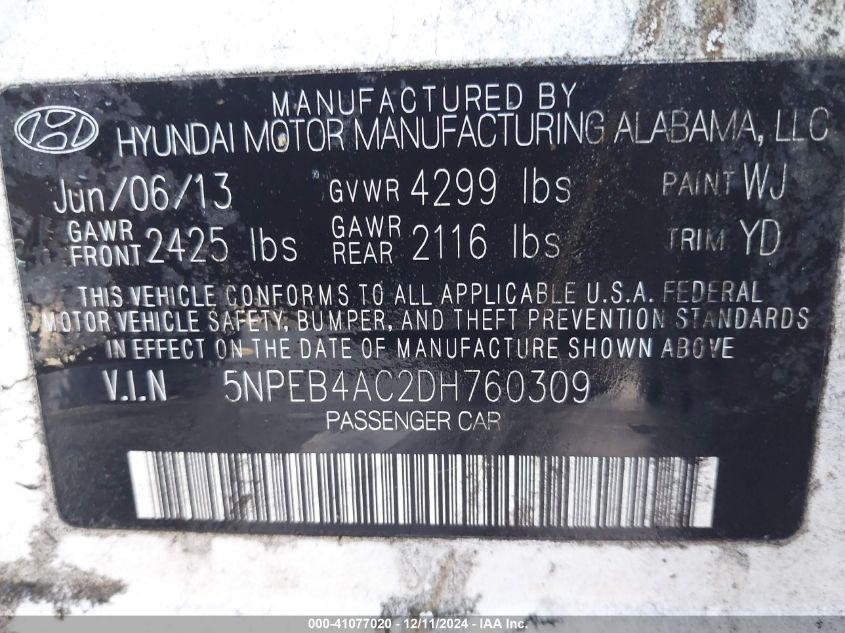 MANUFACTURED BY
HYUNDAI MOTOR MANUFACTURING ALABAMA, LLC
Jun/06/13 GVWR 4299 lbs PAINT WJ
GAWR FRONT 2425 lbs GAWR REAR 2116 lbs TRIM YD
THIS VEHICLE CONFORMS TO ALL APPLICABLE U.S.A. FEDERAL
MOTOR VEHICLE SAFETY, BUMPER, AND THEFT PREVENTION STANDARDS
IN EFFECT ON THE DATE OF MANUFACTURE SHOWN ABOVE
V.I.N 5NPEB4AC2DH760309
PASSENGER CAR
000-41077020 - 12/11/2024 - IAA Inc.